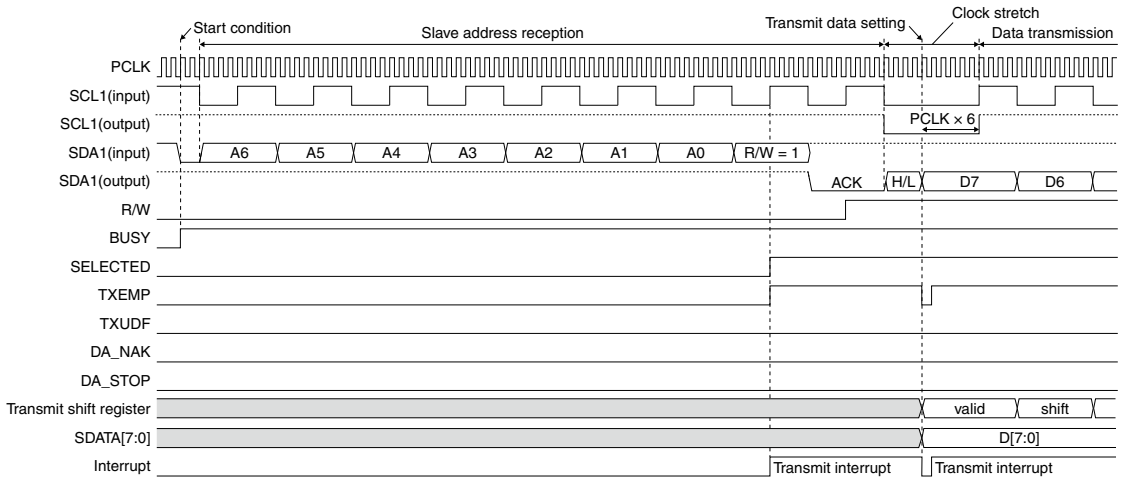 Start condition
Slave address reception
Transmit data setting
Clock stretch
Data transmission
PCLK
SCL1(input)
SCL1(output)
PCLK × 6
SDA1(input)
A6 A5 A4 A3 A2 A1 A0 R/W = 1
SDA1(output)
ACK H/L D7 D6
R/W
BUSY
SELECTED
TXEMP
TXUDF
DA_NAK
DA_STOP
Transmit shift register
valid shift
SDATA[7:0]
D[7:0]
Interrupt
Transmit interrupt Transmit interrupt